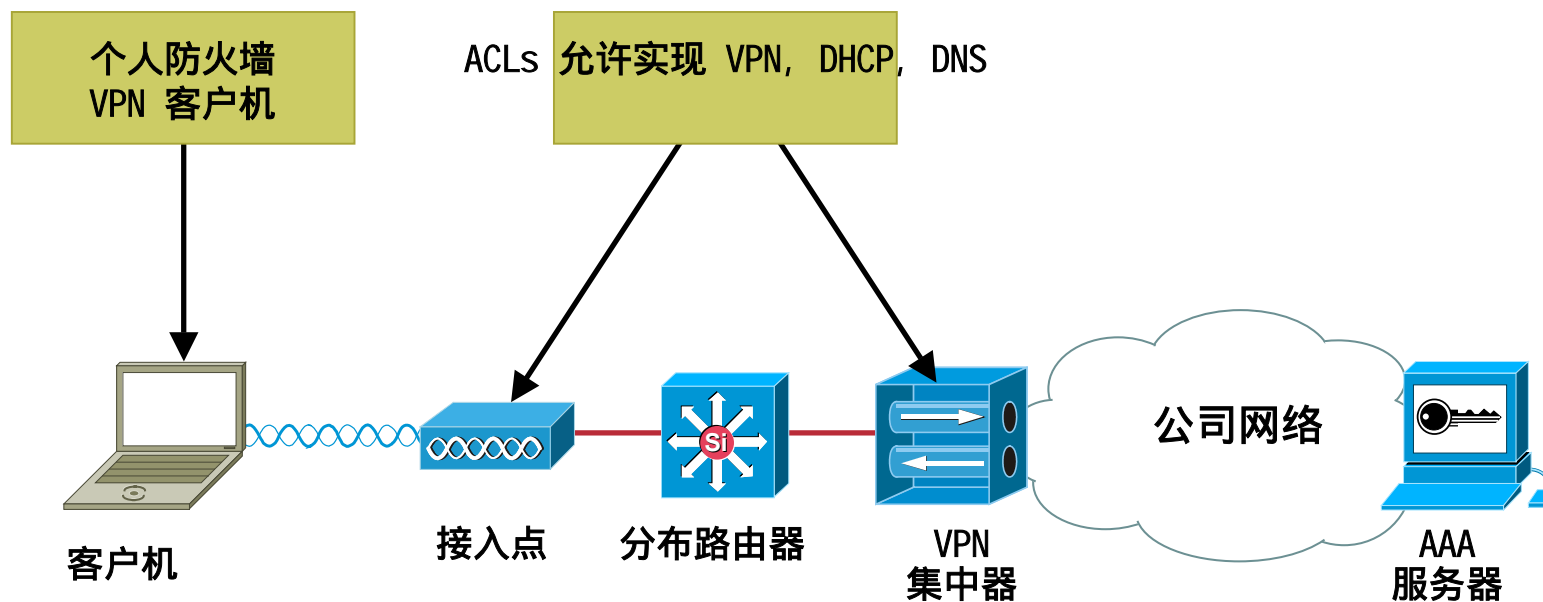 个人防火墙
VPN 客户机
ACLs 允许实现 VPN, DHCP, DNS
Si
公司网络
客户机
接入点
分布路由器
VPN
集中器
AAA
服务器